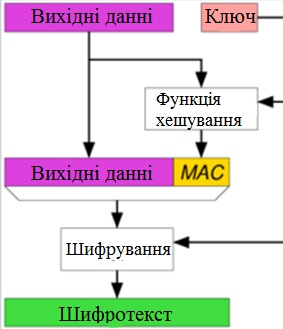 Вихідні данні
Ключ
Функція
хешування
Вихідні данні
MAC
Шифрування
Шифротекст